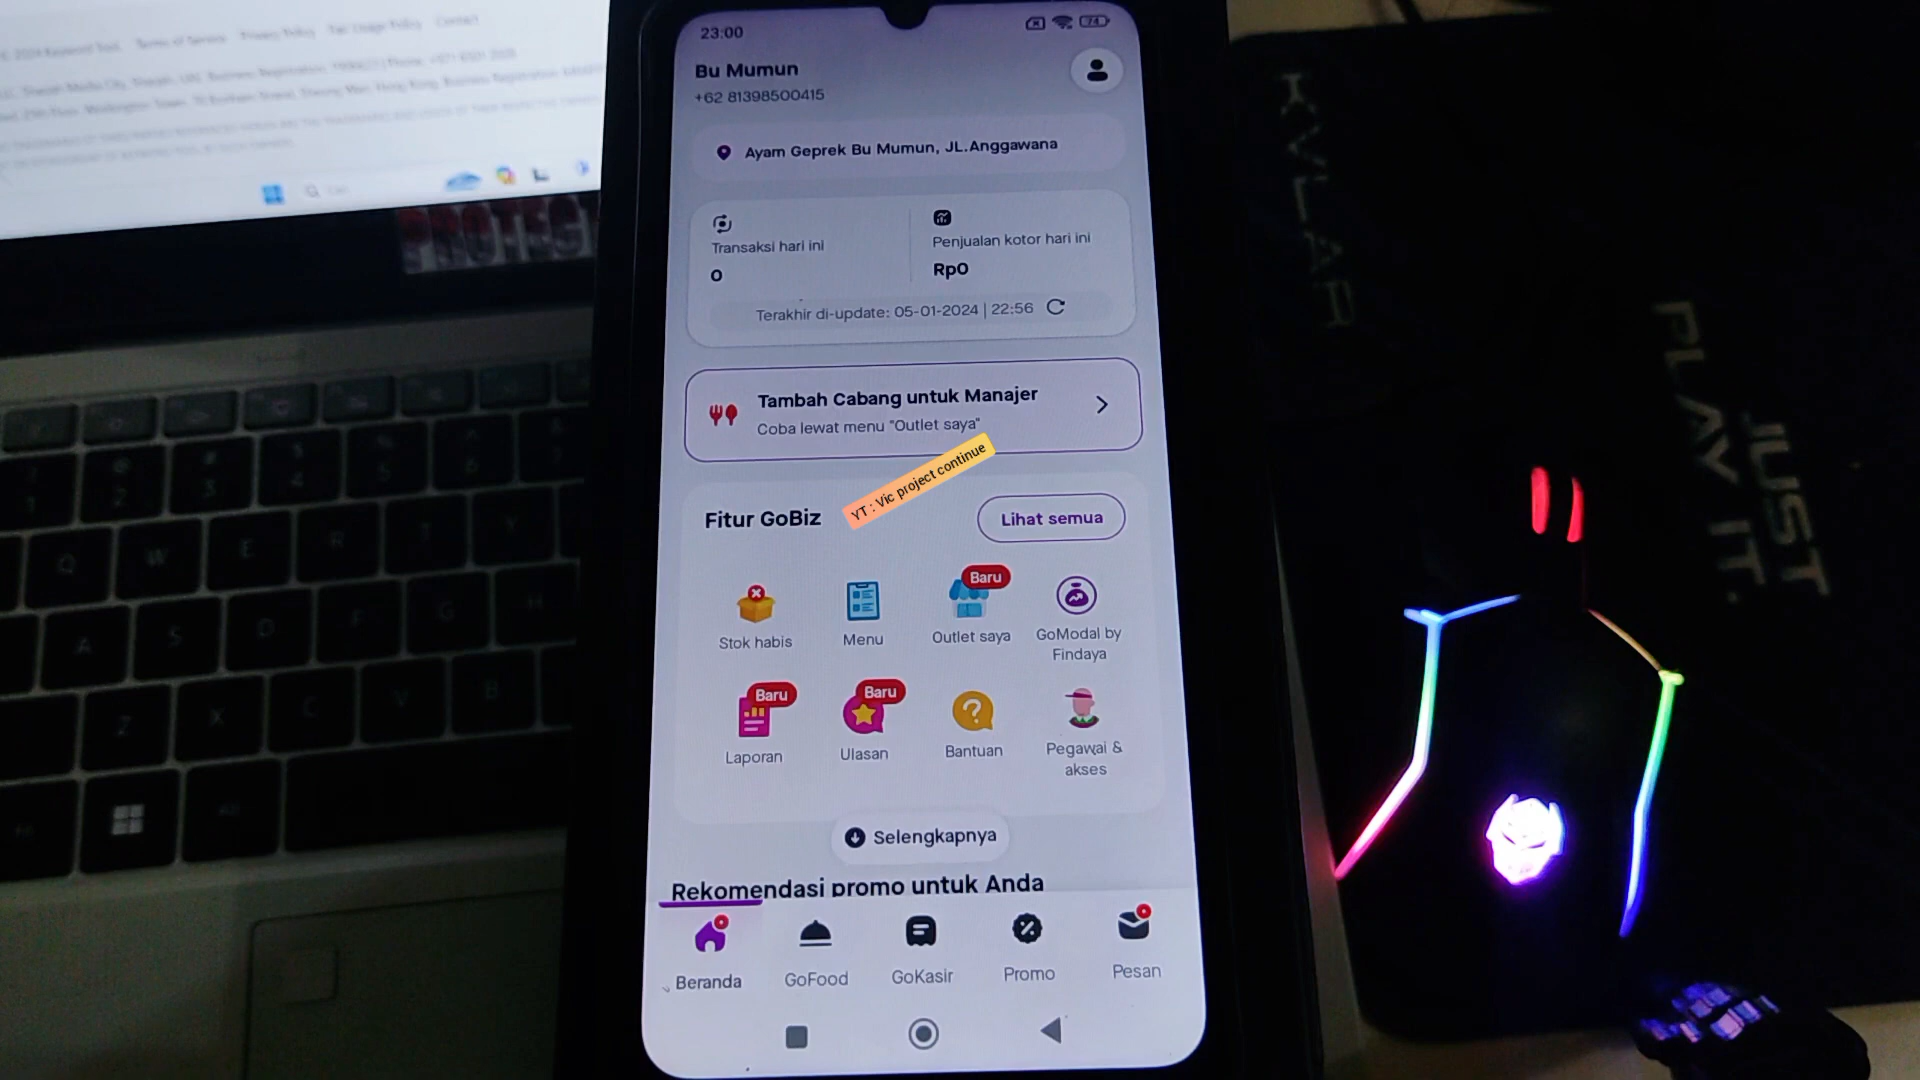 23:00
74
Bu Mumun
+62 81398500415
Ayam Geprek Bu Mumun, JL.Anggawana
Transaksi hari ini
0
Penjualan kotor hari ini
Rp0
Terakhir di-update: 05-01-2024 | 22:56
Tambah Cabang untuk Manajer
Coba lewat menu "Outlet saya"
YT : Vic project continue
Fitur GoBiz
Lihat semua
Stok habis
Menu
Baru
Outlet saya
GoModal by
Findaya
Baru
Laporan
Baru
Ulasan
Bantuan
Pegawai &
akses
Selengkapnya
Rekomendasi promo untuk Anda
Beranda
GoFood
GoKasir
Promo
Pesan
KVLAR
JUST
PLAY IT.
Q
W
E
R
T
Y
A
S
D
F
G
H
Z
X
C
V
B